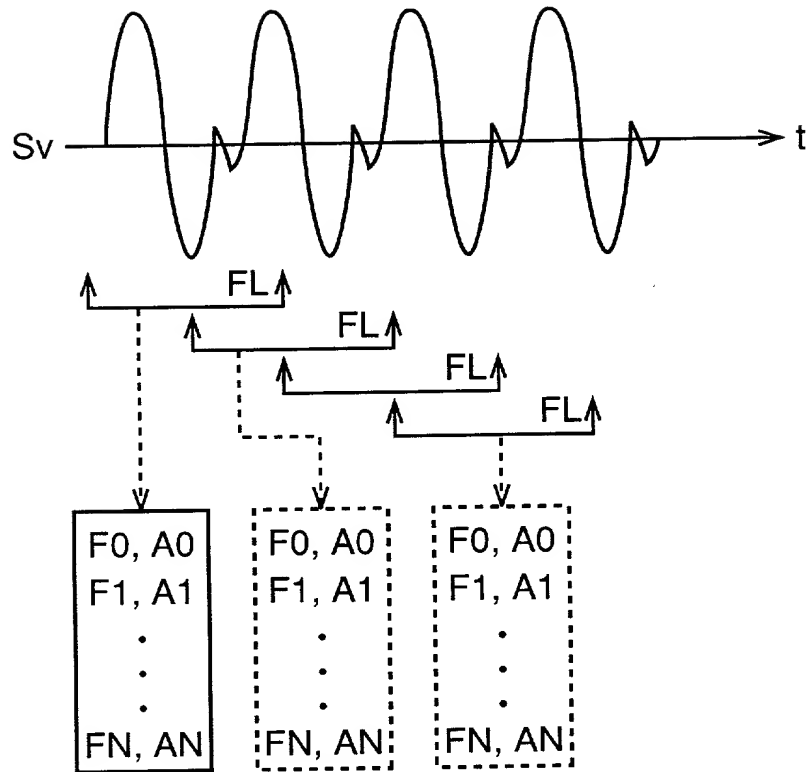 Sv
t
FL
FL
FL
FL
F0, A0
F1, A1
FN, AN
F0, A0
F1, A1
FN, AN
F0, A0
F1, A1
FN, AN